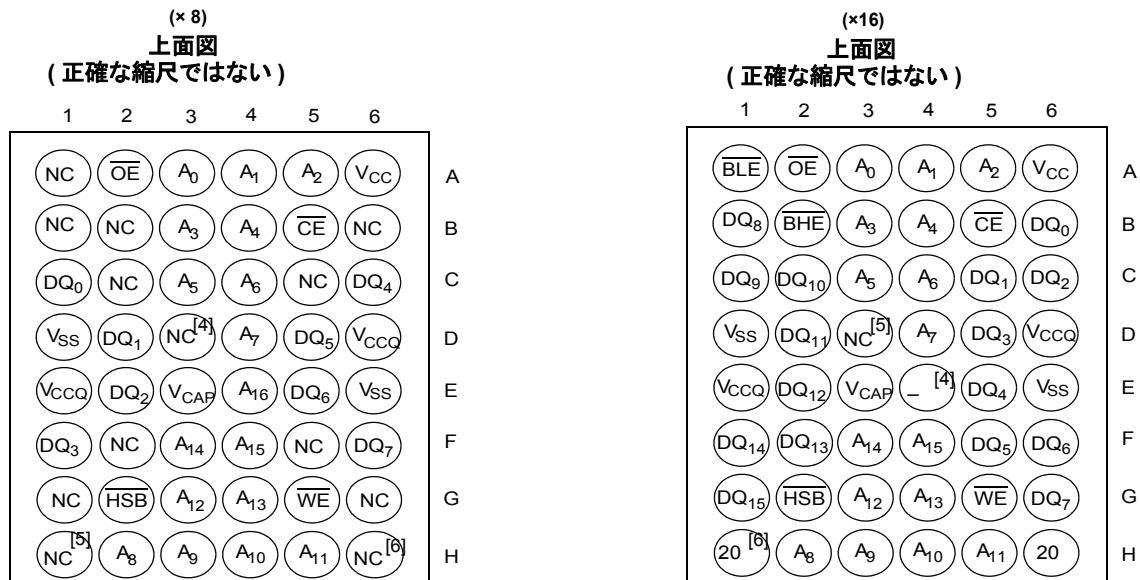 (× 8)
上面図
( 正確な縮尺ではない )
1 2 3 4 5 6
NC OE A0 A1 A2 VCC A
NC NC A3 A4 CE NC B
DQ0 NC A5 A6 NC DQ4 C
VSS DQ1 NC[4] A7 DQ5 VCCQ D
VCCQ DQ2 VCAP A16 DQ6 VSS E
DQ3 NC A14 A15 NC DQ7 F
NC HSB A12 A13 WE NC G
NC[5] A8 A9 A10 A11 NC[6] H
(×16)
上面図
( 正確な縮尺ではない )
1 2 3 4 5 6
BLE OE A0 A1 A2 VCC A
DQ8 BHE A3 A4 CE DQ0 B
DQ9 DQ10 A5 A6 DQ1 DQ2 C
VSS DQ11 NC[5] A7 DQ3 VCCQ D
VCCQ DQ12 VCAP _ [4] DQ4 VSS E
DQ14 DQ13 A14 A15 DQ5 DQ6 F
DQ15 HSB A12 A13 WE DQ7 G
20 [6] A8 A9 A10 A11 20 H